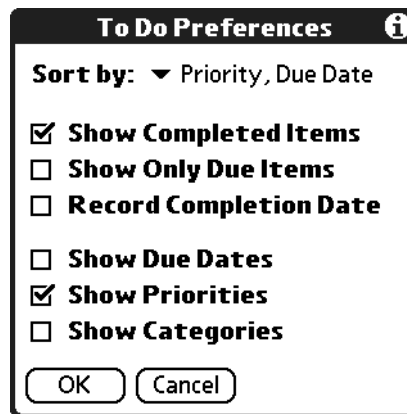 To Do Preferences
Sort by: Priority, Due Date
Show Completed Items
Show Only Due Items
Record Completion Date
Show Due Dates
Show Priorities
Show Categories
OK Cancel